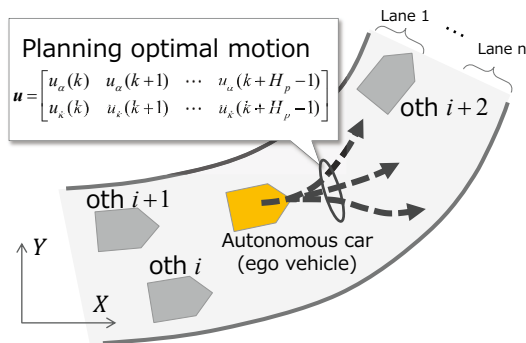 Lane 1 ⋯ Lane n
Planning optimal motion
u = [u_α(k) u_α(k+1) ⋯ u_α(k+H_p−1)
u_κ̇(k) u_κ̇(k+1) ⋯ u_κ̇(k+H_p−1)]
oth i+2
oth i+1
Autonomous car
(ego vehicle)
oth i
Y
X